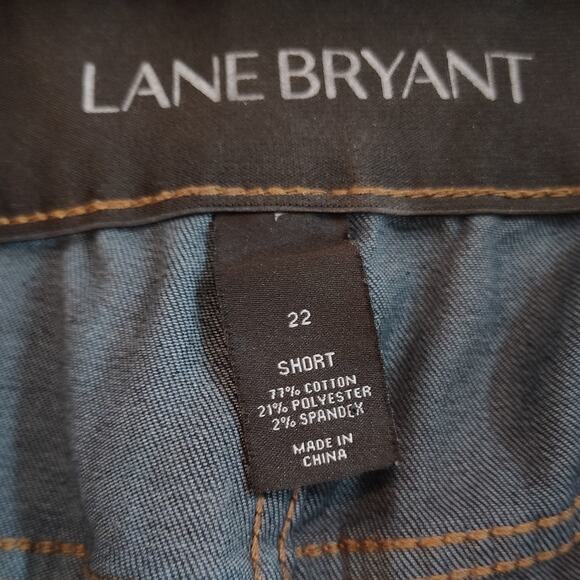 LANE BRYANT
22
SHORT
77% COTTON
21% POLYESTER
2% SPANDEX
MADE IN
CHINA